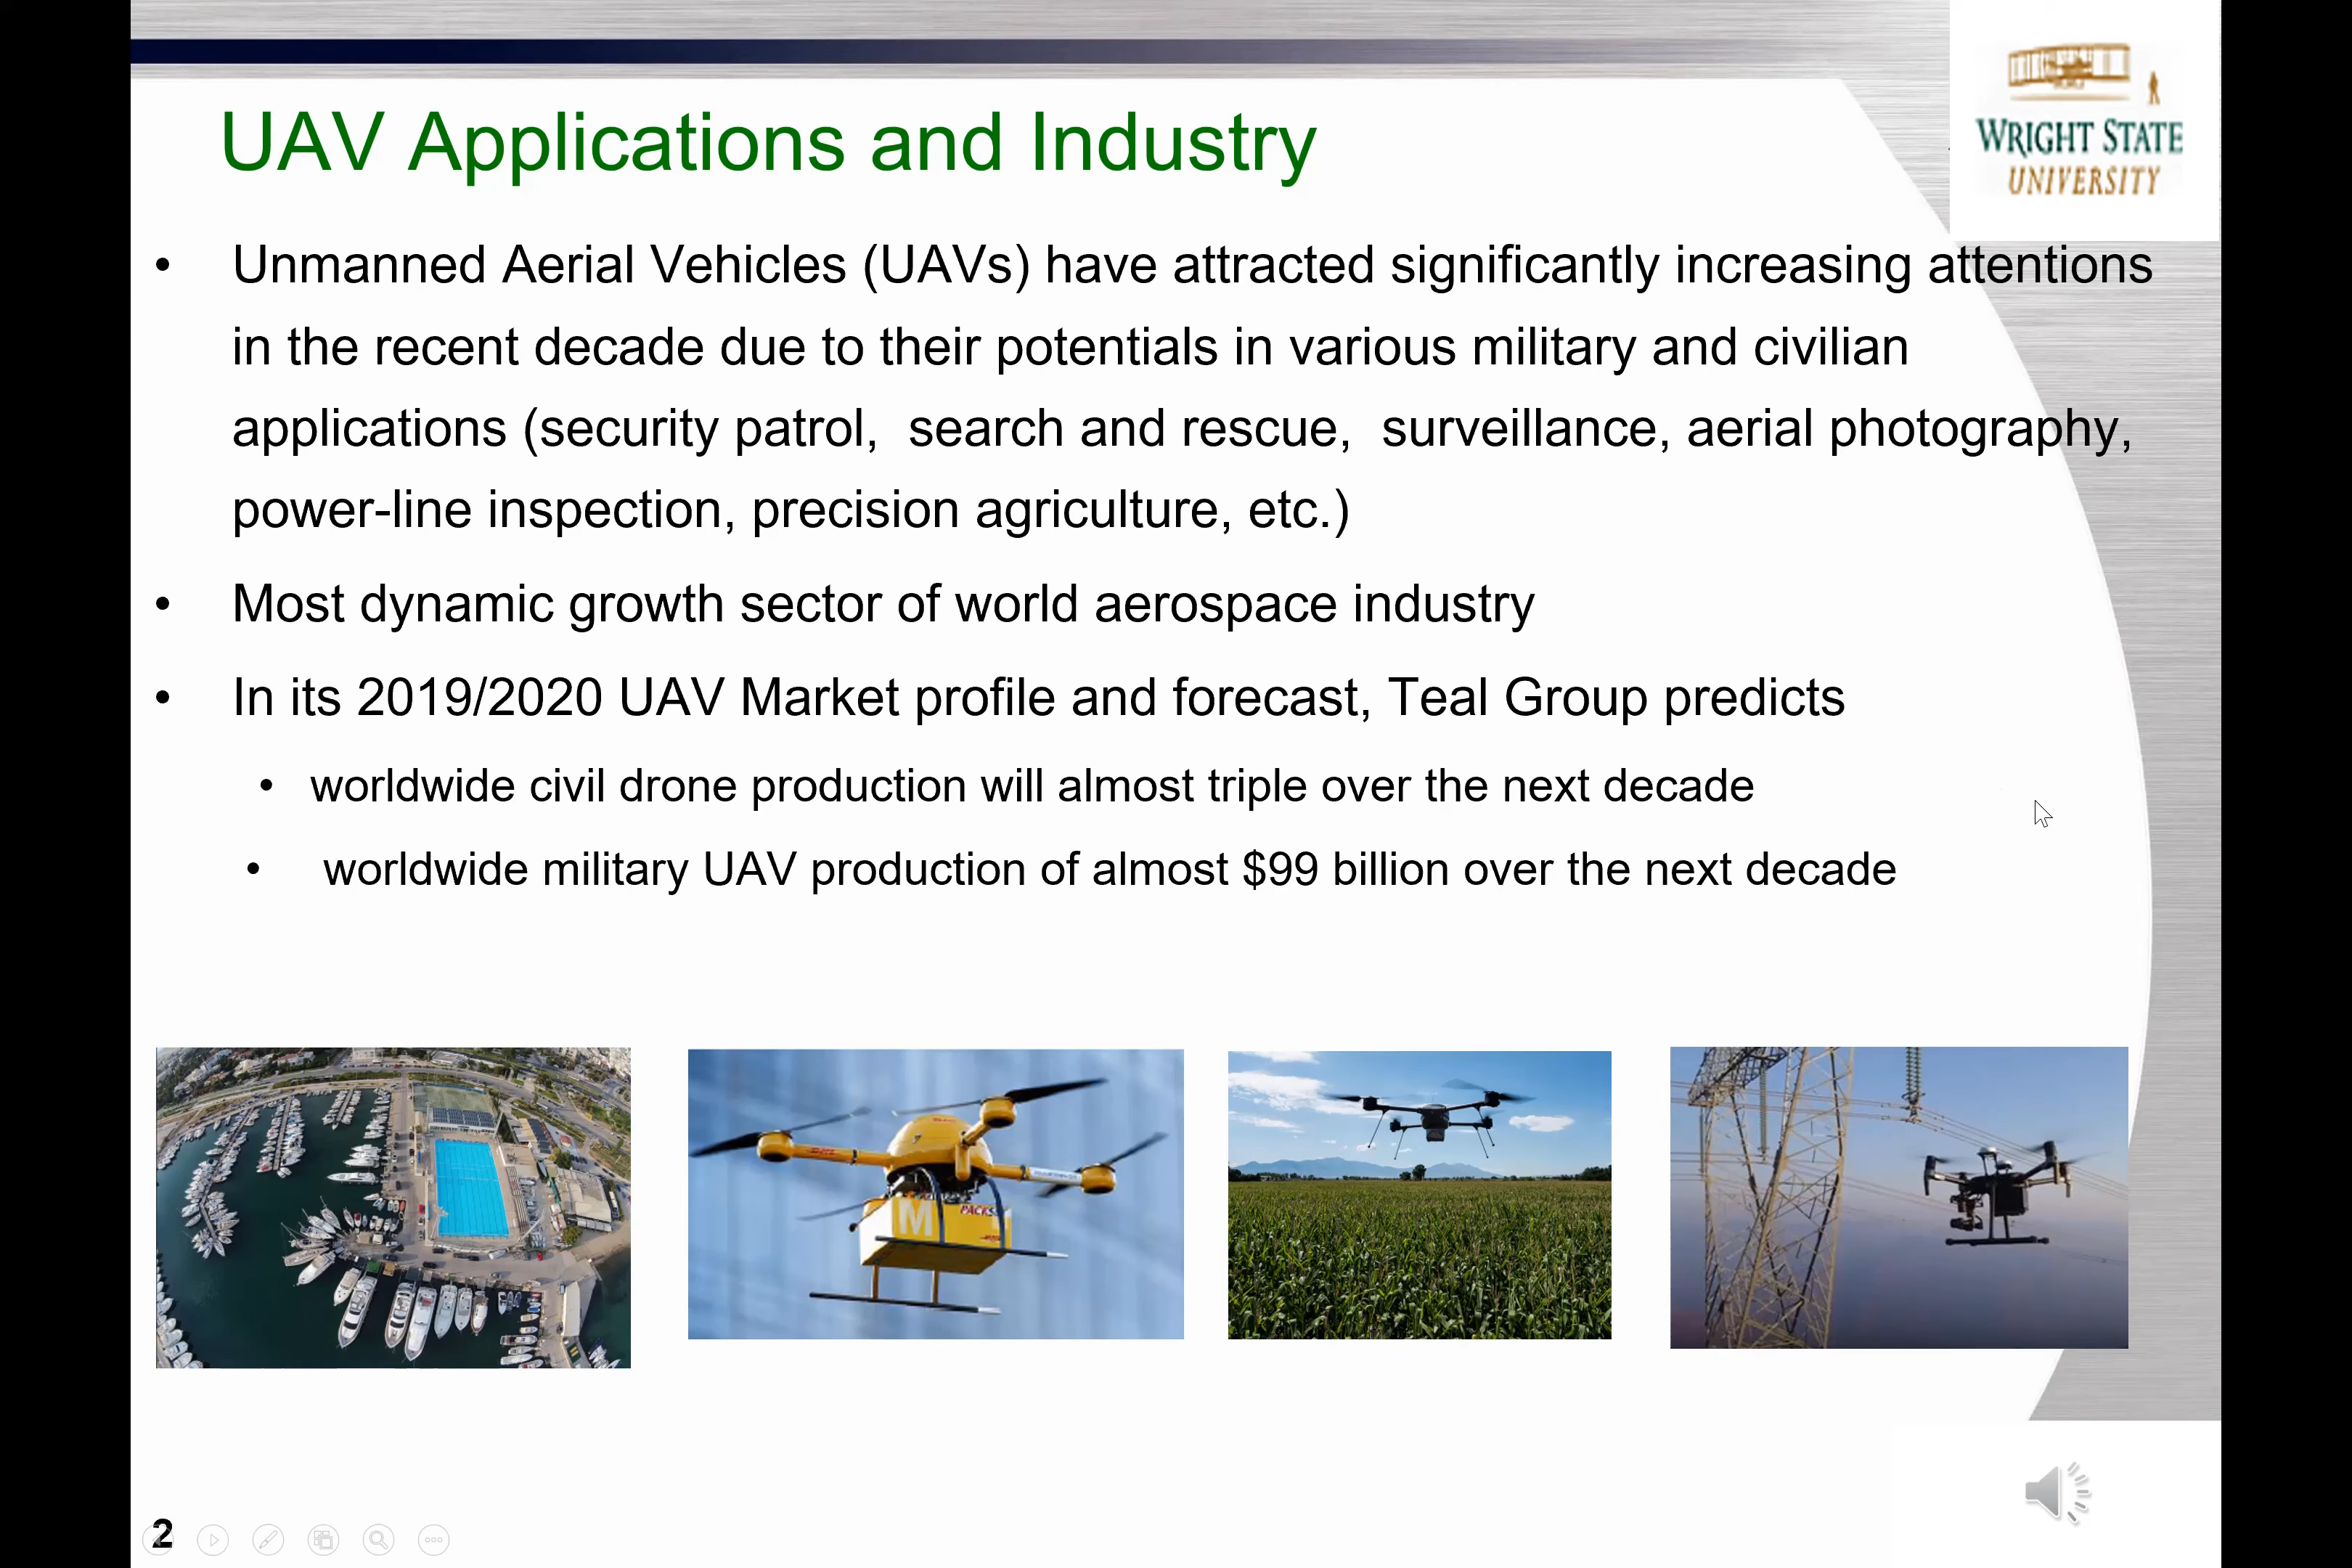 WRIGHT STATE
UNIVERSITY
UAV Applications and Industry
• Unmanned Aerial Vehicles (UAVs) have attracted significantly increasing attentions
in the recent decade due to their potentials in various military and civilian
applications (security patrol,  search and rescue,  surveillance, aerial photography,
power-line inspection, precision agriculture, etc.)
• Most dynamic growth sector of world aerospace industry
• In its 2019/2020 UAV Market profile and forecast, Teal Group predicts
• worldwide civil drone production will almost triple over the next decade
• worldwide military UAV production of almost $99 billion over the next decade
DHL
M
PACKS
2